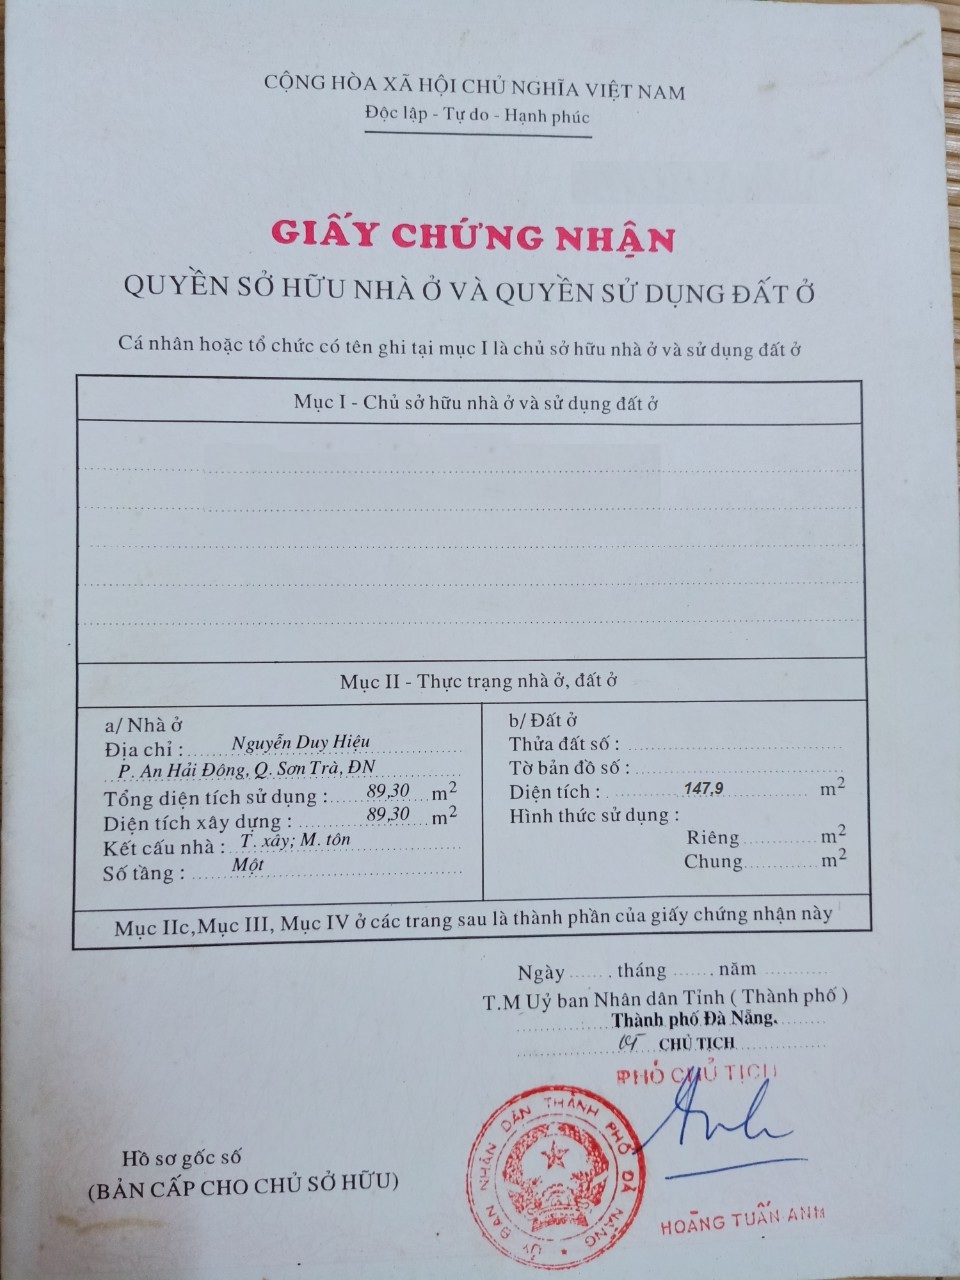 CỘNG HÒA XÃ HỘI CHỦ NGHĨA VIỆT NAM
Độc lập - Tự do - Hạnh phúc
GIẤY CHỨNG NHẬN
QUYỀN SỞ HỮU NHÀ Ở VÀ QUYỀN SỬ DỤNG ĐẤT Ở
Cá nhân hoặc tổ chức có tên ghi tại mục I là chủ sở hữu nhà ở và sử dụng đất ở
Mục I - Chủ sở hữu nhà ở và sử dụng đất ở
Mục II - Thực trạng nhà ở, đất ở
a/ Nhà ở
Địa chỉ : Nguyễn Duy Hiệu
P. An Hải Đông, Q. Sơn Trà, ĐN
Tổng diện tích sử dụng : 89,30 m2
Diện tích xây dựng : 89,30 m2
Kết cấu nhà : T. xây; M. tôn
Số tầng : Một
b/ Đất ở
Thửa đất số :
Tờ bản đồ số :
Diện tích : 147,9 m2
Hình thức sử dụng :
Riêng m2
Chung m2
Mục IIc,Mục III, Mục IV ở các trang sau là thành phần của giấy chứng nhận này
Ngày ...... . tháng ...... . năm
T.M Uỷ ban Nhân dân Tỉnh ( Thành phố )
Thành phố Đà Nẵng.
CHỦ TỊCH
PHÓ CHỦ TỊCH
ỦY BAN NHÂN DÂN THÀNH PHỐ ĐÀ NẴNG
HOÀNG TUẤN ANH
Hồ sơ gốc số
(BẢN CẤP CHO CHỦ SỞ HỮU)